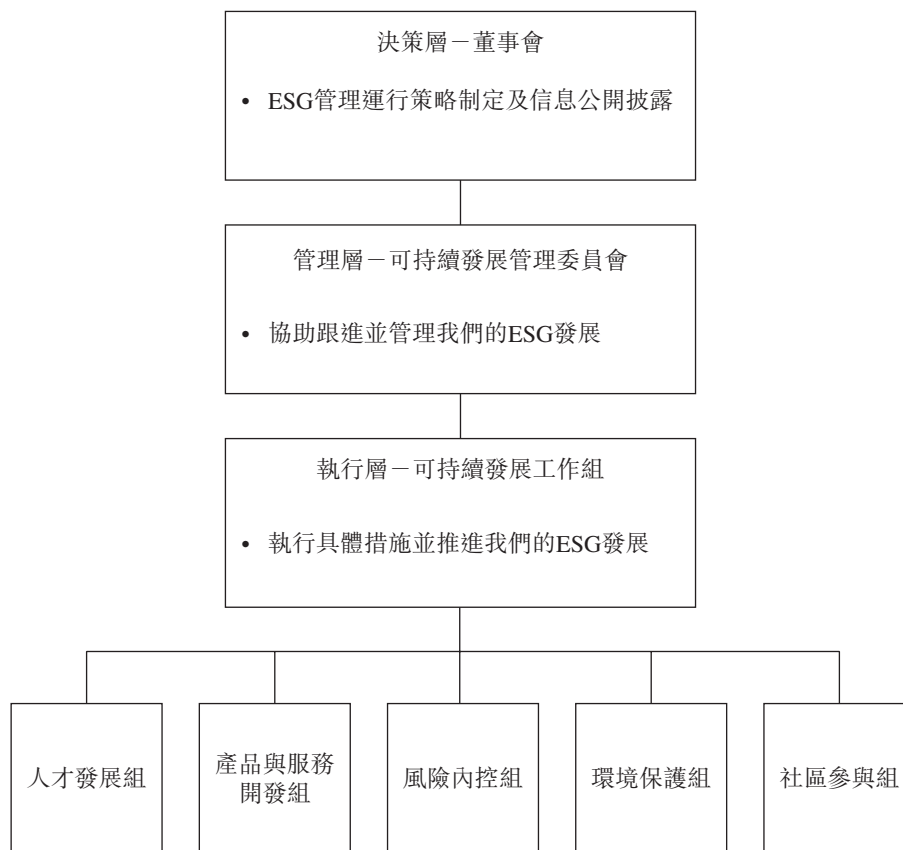 決策層－董事會
• ESG管理運行策略制定及信息公開披露
管理層－可持續發展管理委員會
• 協助跟進並管理我們的ESG發展
執行層－可持續發展工作組
• 執行具體措施並推進我們的ESG發展
人才發展組
產品與服務
開發組
風險內控組
環境保護組
社區參與組